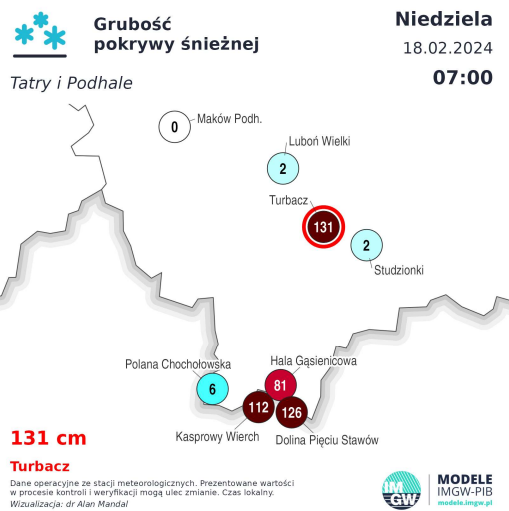 Grubość
pokrywy śnieżnej
Niedziela
18.02.2024
07:00
Tatry i Podhale
0
Maków Podh.
Luboń Wielki
2
Turbacz
131
2
Studzionki
Polana Chochołowska
6
Hala Gąsienicowa
81
112
126
Kasprowy Wierch
Dolina Pięciu Stawów
131 cm
Turbacz
Dane operacyjne ze stacji meteorologicznych. Prezentowane wartości
w procesie kontroli i weryfikacji mogą ulec zmianie. Czas lokalny.
Wizualizacja: dr Alan Mandal
iM
GW
MODELE
IMGW-PIB
modele.imgw.pl